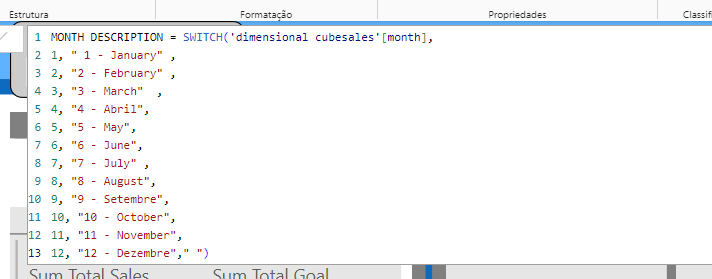 Estrutura Formatação Propriedades Classifi
1 MONTH DESCRIPTION = SWITCH('dimensional cubesales'[month],
2 1, " 1 - January" ,
3 2, "2 - February" ,
4 3, "3 - March"  ,
5 4, "4 - Abril",
6 5, "5 - May",
7 6, "6 - June",
8 7, "7 - July" ,
9 8, "8 - August",
10 9, "9 - Setembre",
11 10, "10 - October",
12 11, "11 - November",
13 12, "12 - Dezembre"," ")
Sum Total Sales Sum Total Goal